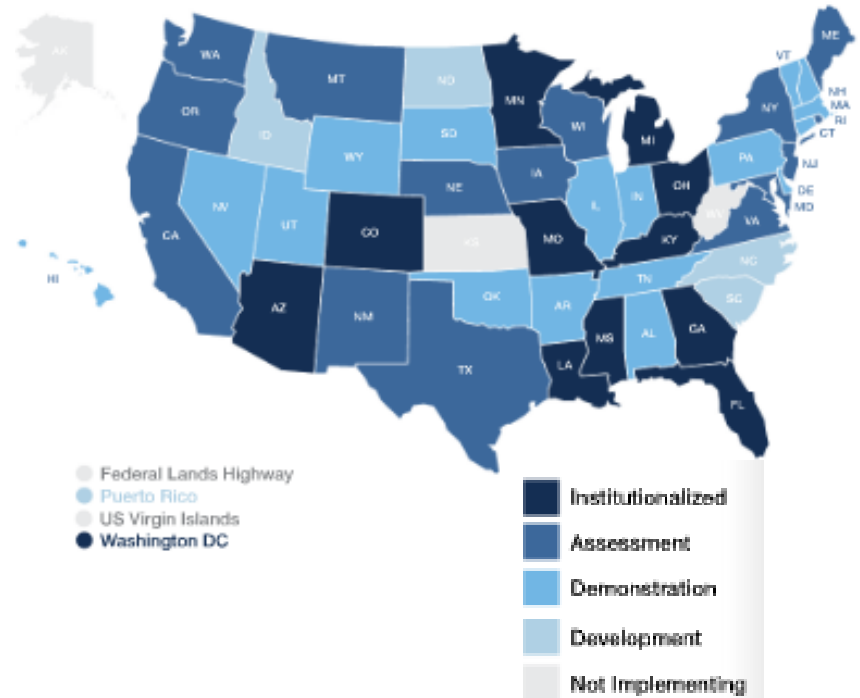 AK
WA
OR
CA
ID
NV
MT
WY
UT
AZ
CO
NM
ND
SD
NE
KS
OK
TX
MN
IA
MO
AR
LA
WI
IL
MS
MI
IN
KY
TN
AL
OH
WV
GA
FL
SC
NC
VA
PA
NY
VT
ME
NH
MA
RI
CT
NJ
DE
MD
HI
Federal Lands Highway
Puerto Rico
US Virgin Islands
Washington DC
Institutionalized
Assessment
Demonstration
Development
Not Implementing